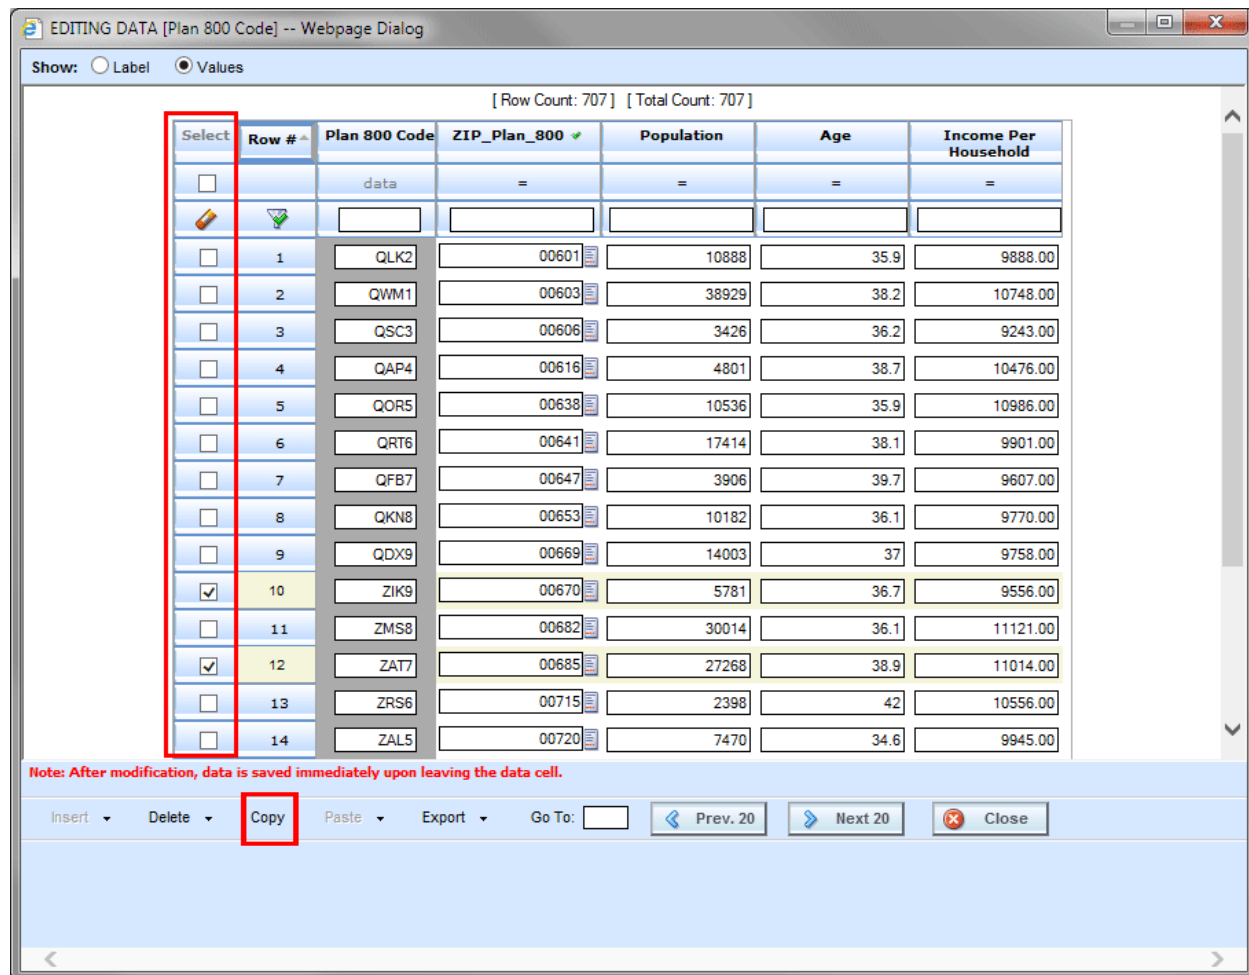 EDITING DATA [Plan 800 Code] -- Webpage Dialog
Show: Label Values
[ Row Count: 707 ] [ Total Count: 707 ]
Select Row # Plan 800 Code ZIP_Plan_800 Population Age Income Per Household
data = = = =
1 QLK2 00601 10888 35.9 9888.00
2 QWM1 00603 38929 38.2 10748.00
3 QSC3 00606 3426 36.2 9243.00
4 QAP4 00616 4801 38.7 10476.00
5 QOR5 00638 10536 35.9 10986.00
6 QRT6 00641 17414 38.1 9901.00
7 QFB7 00647 3906 39.7 9607.00
8 QKN8 00653 10182 36.1 9770.00
9 QDX9 00669 14003 37 9758.00
10 ZIK9 00670 5781 36.7 9556.00
11 ZMS8 00682 30014 36.1 11121.00
12 ZAT7 00685 27268 38.9 11014.00
13 ZRS6 00715 2398 42 10556.00
14 ZAL5 00720 7470 34.6 9945.00
Note: After modification, data is saved immediately upon leaving the data cell.
Insert Delete Copy Paste Export Go To: Prev. 20 Next 20 Close